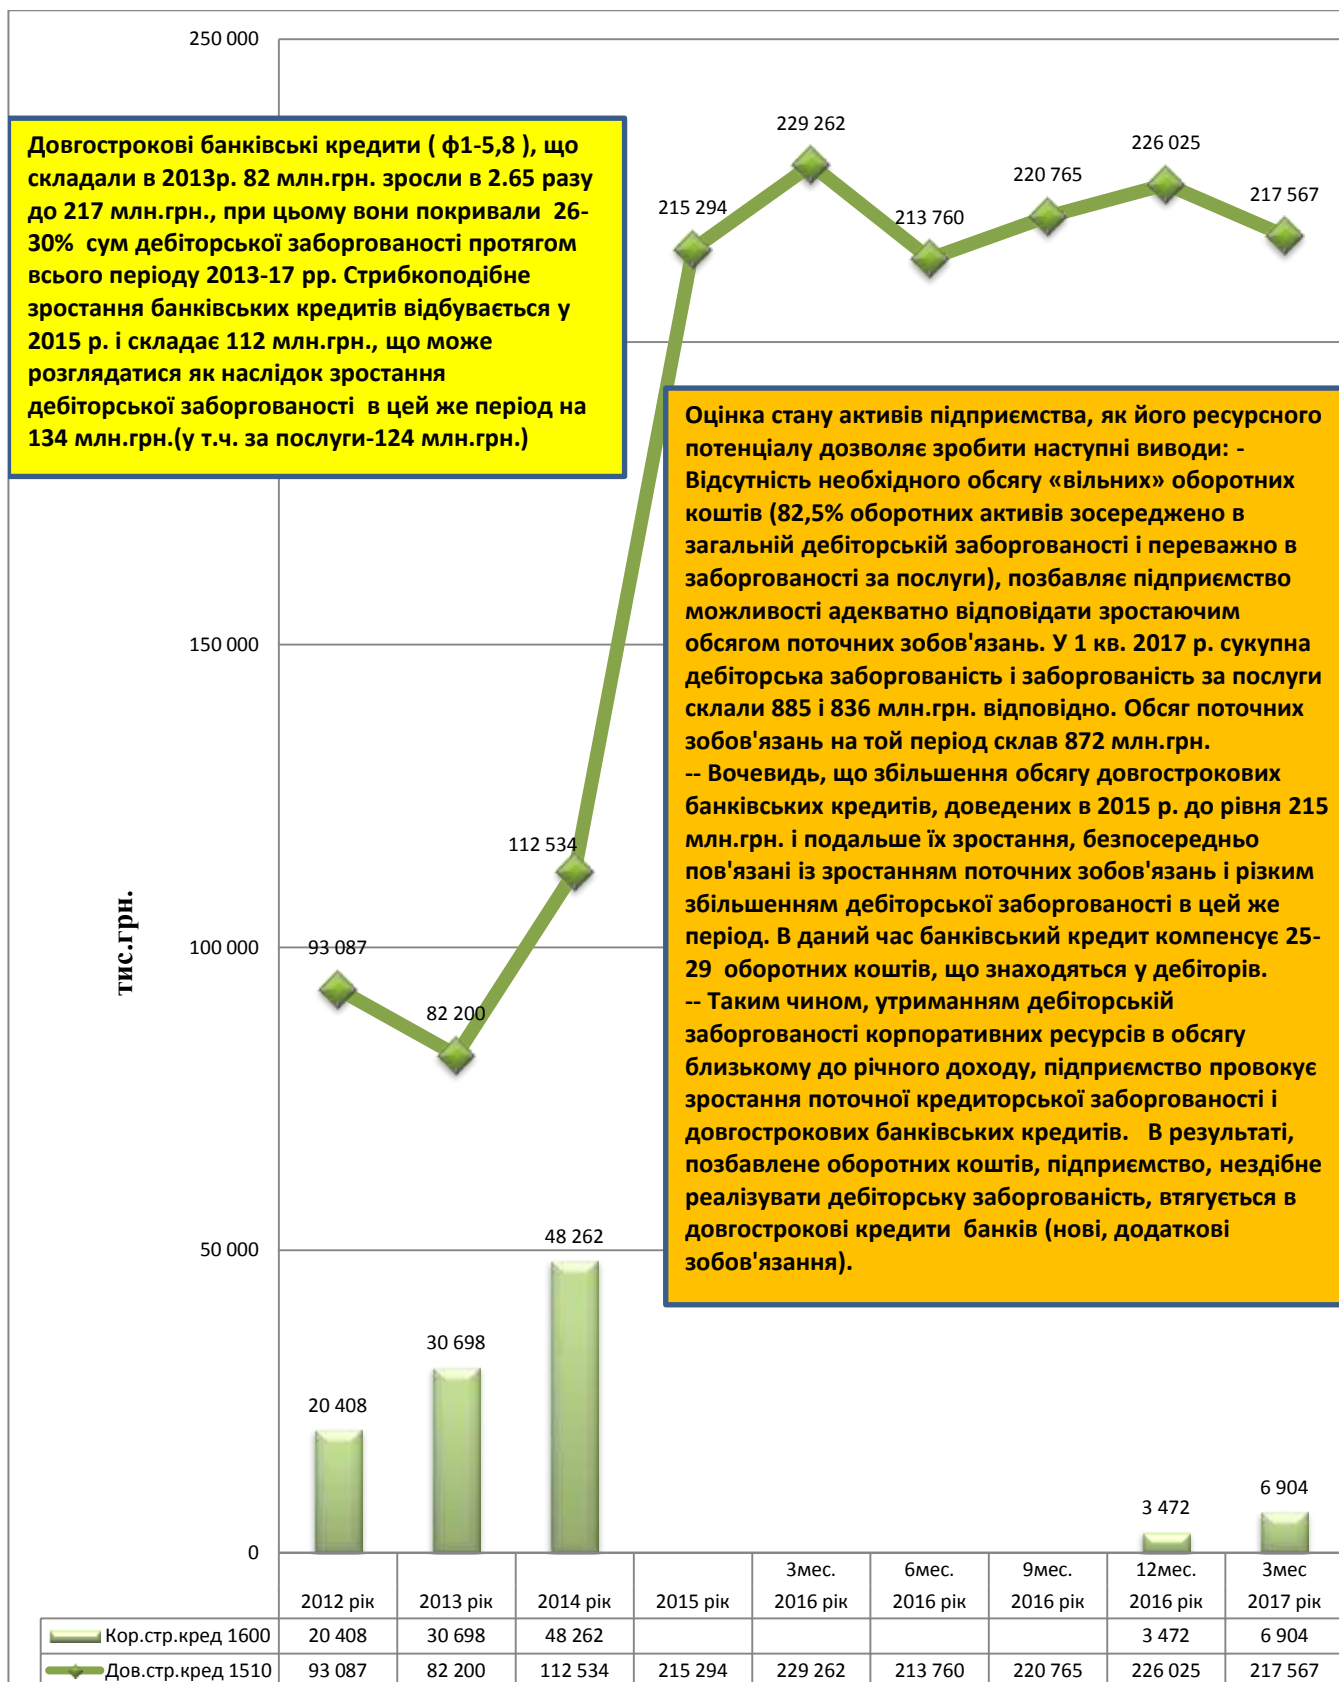 250 000
Довгострокові банківські кредити ( ф1-5,8 ), що
складали в 2013р. 82 млн.грн. зросли в 2.65 разу
до 217 млн.грн., при цьому вони покривали 26-
30% сум дебіторської заборгованості протягом
всього періоду 2013-17 рр. Стрибкоподібне
зростання банківських кредитів відбувається у
2015 р. і складає 112 млн.грн., що може
розглядатися як наслідок зростання
дебіторської заборгованості в цей же період на
134 млн.грн.(у т.ч. за послуги-124 млн.грн.)
229 262
226 025
220 765
217 567
215 294
213 760
Оцінка стану активів підприємства, як його ресурсного
потенціалу дозволяє зробити наступні виводи: -
Відсутність необхідного обсягу «вільних» оборотних
коштів (82,5% оборотних активів зосереджено в
загальній дебіторській заборгованості і переважно в
заборгованості за послуги), позбавляє підприємство
можливості адекватно відповідати зростаючим
обсягом поточних зобов'язань. У 1 кв. 2017 р. сукупна
дебіторська заборгованість і заборгованість за послуги
склали 885 і 836 млн.грн. відповідно. Обсяг поточних
зобов'язань на той період склав 872 млн.грн.
-- Вочевидь, що збільшення обсягу довгострокових
банківських кредитів, доведених в 2015 р. до рівня 215
млн.грн. і подальше їх зростання, безпосередньо
пов'язані із зростанням поточних зобов'язань і різким
збільшенням дебіторської заборгованості в цей же
період. В даний час банківський кредит компенсує 25-
29 оборотних коштів, що знаходяться у дебіторів.
-- Таким чином, утриманням дебіторській
заборгованості корпоративних ресурсів в обсягу
близькому до річного доходу, підприємство провокує
зростання поточної кредиторської заборгованості і
довгострокових банківських кредитів. В результаті,
позбавлене оборотних коштів, підприємство, нездібне
реалізувати дебіторську заборгованість, втягується в
довгострокові кредити банків (нові, додаткові
зобов'язання).
150 000
112 534
тис.грн.
100 000
93 087
82 200
50 000
48 262
30 698
20 408
6 904
3 472
0
3мес. 6мес. 9мес. 12мес. 3мес
2012 рік 2013 рік 2014 рік 2015 рік 2016 рік 2016 рік 2016 рік 2016 рік 2017 рік
Кор.стр.кред 1600 20 408 30 698 48 262 3 472 6 904
Дов.стр.кред 1510 93 087 82 200 112 534 215 294 229 262 213 760 220 765 226 025 217 567